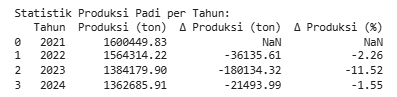 Statistik Produksi Padi per Tahun:
Tahun Produksi (ton) Δ Produksi (ton) Δ Produksi (%)
0 2021 1600449.83 NaN NaN
1 2022 1564314.22 -36135.61 -2.26
2 2023 1384179.90 -180134.32 -11.52
3 2024 1362685.91 -21493.99 -1.55